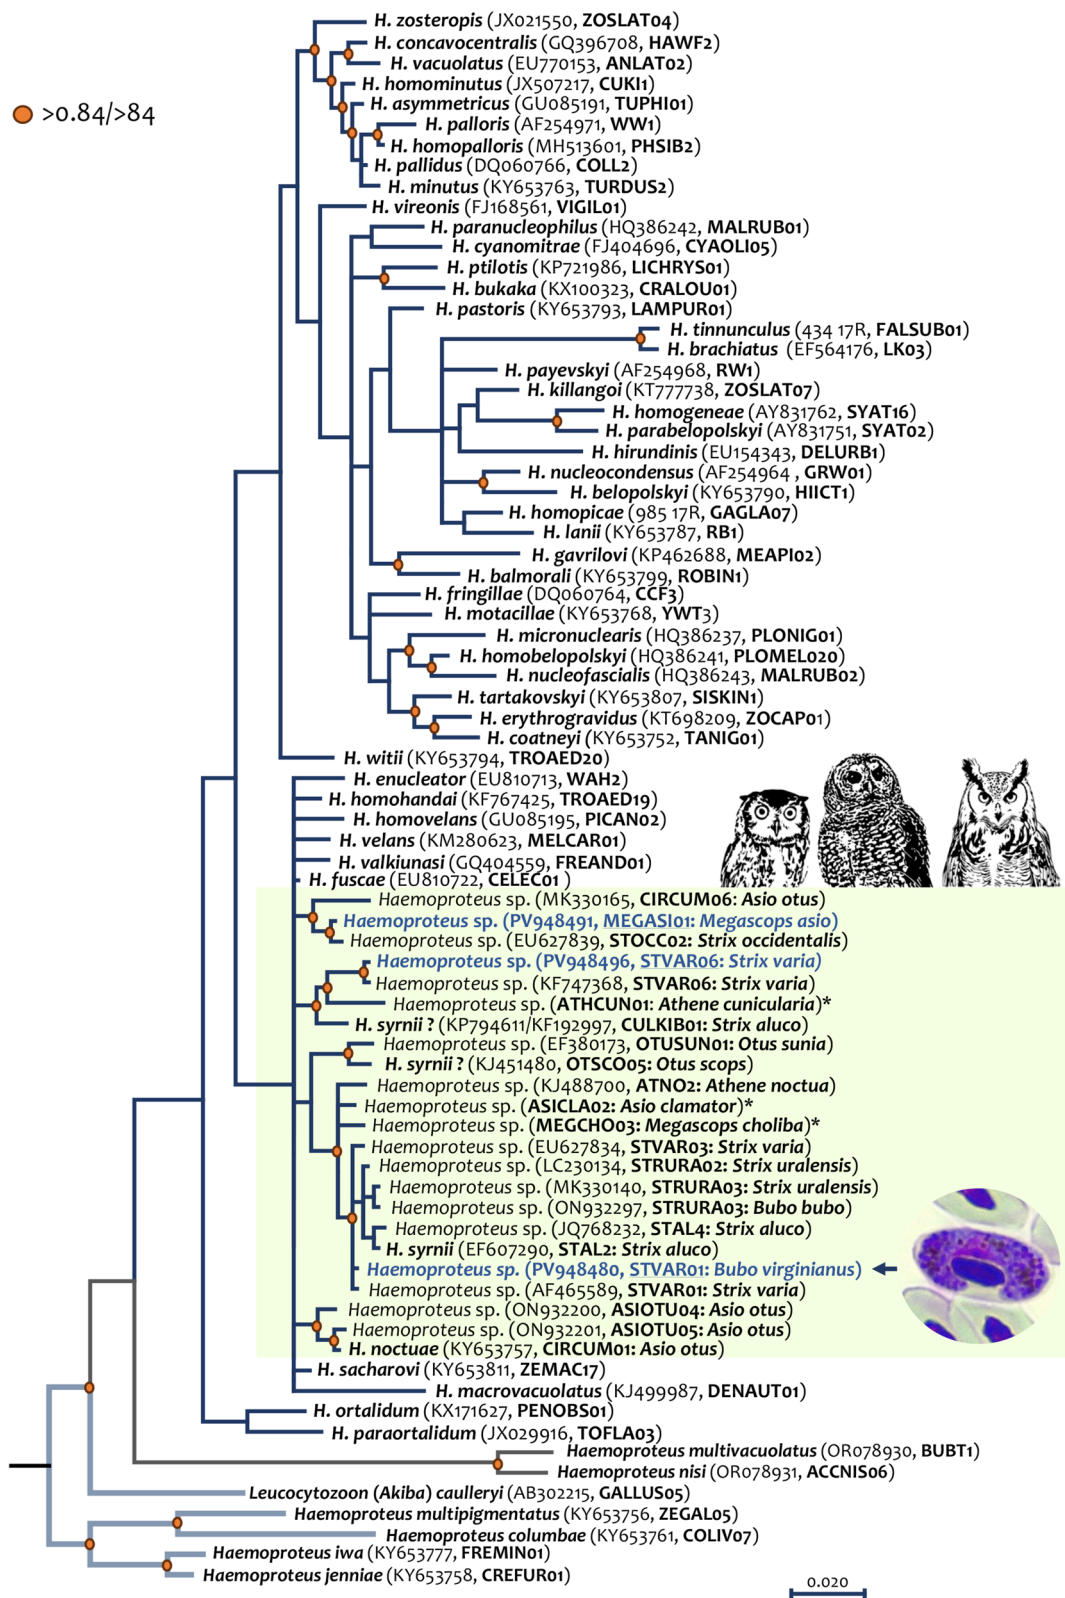 H. zosteropis (JX021550, ZOSLAT04)
H. concavocentralis (GQ396708, HAWF2)
H. vacuolatus (EU770153, ANLAT02)
H. homominutus (JX507217, CUKI1)
>0.84/>84
H. asymmetricus (GU085191, TUPHI01)
H. palloris (AF254971, WW1)
H. homopalloris (MH513601, PHSIB2)
H. pallidus (DQ060766, COLL2)
H. minutus (KY653763, TURDUS2)
H. vireonis (FJ168561, VIGIL01)
H. paranucleophilus (HQ386242, MALRUB01)
H. cyanomitrae (FJ404696, CYAOLI05)
H. ptilotis (KP721986, LICHRYS01)
H. bukaka (KX100323, CRALOU01)
H. pastoris (KY653793, LAMPUR01)
H. tinnunculus (434 17R, FALSUB01)
H. brachiatus (EF564176, LK03)
H. payevskyi (AF254968, RW1)
H. killangoi (KT777738, ZOSLAT07)
H. homogeneae (AY831762, SYAT16)
H. parabelopolskyi (AY831751, SYAT02)
H. hirundinis (EU154343, DELURB1)
H. nucleocondensus (AF254964 , GRW01)
H. belopolskyi (KY653790, HIICT1)
H. homopicae (985 17R, GAGLA07)
H. lanii (KY653787, RB1)
H. gavrilovi (KP462688, MEAPI02)
H. balmorali (KY653799, ROBIN1)
H. fringillae (DQ060764, CCF3)
H. motacillae (KY653768, YWT3)
H. micronuclearis (HQ386237, PLONIG01)
H. homobelopolskyi (HQ386241, PLOMEL020)
H. nucleofascialis (HQ386243, MALRUB02)
H. tartakovskyi (KY653807, SISKIN1)
H. erythrogravidus (KT698209, ZOCAP01)
H. coatneyi (KY653752, TANIG01)
H. witii (KY653794, TROAED20)
H. enucleator (EU810713, WAH2)
H. homohandai (KF767425, TROAED19)
H. homovelans (GU085195, PICAN02)
H. velans (KM280623, MELCAR01)
H. valkiunasi (GQ404559, FREAND01)
H. fuscae (EU810722, CELEC01 )
Haemoproteus sp. (MK330165, CIRCUM06: Asio otus)
Haemoproteus sp. (PV948491, MEGASI01: Megascops asio)
Haemoproteus sp. (EU627839, STOCC02: Strix occidentalis)
Haemoproteus sp. (PV948496, STVAR06: Strix varia)
Haemoproteus sp. (KF747368, STVAR06: Strix varia)
Haemoproteus sp. (ATHCUN01: Athene cunicularia)*
H. syrnii ? (KP794611/KF192997, CULKIB01: Strix aluco)
Haemoproteus sp. (EF380173, OTUSUN01: Otus sunia)
H. syrnii ? (KJ451480, OTSCO05: Otus scops)
Haemoproteus sp. (KJ488700, ATNO2: Athene noctua)
Haemoproteus sp. (ASICLA02: Asio clamator)*
Haemoproteus sp. (MEGCHO03: Megascops choliba)*
Haemoproteus sp. (EU627834, STVAR03: Strix varia)
Haemoproteus sp. (LC230134, STRURA02: Strix uralensis)
Haemoproteus sp. (MK330140, STRURA03: Strix uralensis)
Haemoproteus sp. (ON932297, STRURA03: Bubo bubo)
Haemoproteus sp. (JQ768232, STAL4: Strix aluco)
H. syrnii (EF607290, STAL2: Strix aluco)
Haemoproteus sp. (PV948480, STVAR01: Bubo virginianus)
Haemoproteus sp. (AF465589, STVAR01: Strix varia)
Haemoproteus sp. (ON932200, ASIOTU04: Asio otus)
Haemoproteus sp. (ON932201, ASIOTU05: Asio otus)
H. noctuae (KY653757, CIRCUM01: Asio otus)
H. sacharovi (KY653811, ZEMAC17)
H. macrovacuolatus (KJ499987, DENAUT01)
H. ortalidum (KX171627, PENOBS01)
H. paraortalidum (JX029916, TOFLA03)
Haemoproteus multivacuolatus (OR078930, BUBT1)
Haemoproteus nisi (OR078931, ACCNIS06)
Leucocytozoon (Akiba) caulleryi (AB302215, GALLUS05)
Haemoproteus multipigmentatus (KY653756, ZEGAL05)
Haemoproteus columbae (KY653761, COLIV07)
Haemoproteus iwa (KY653777, FREMIN01)
Haemoproteus jenniae (KY653758, CREFUR01)
0.020